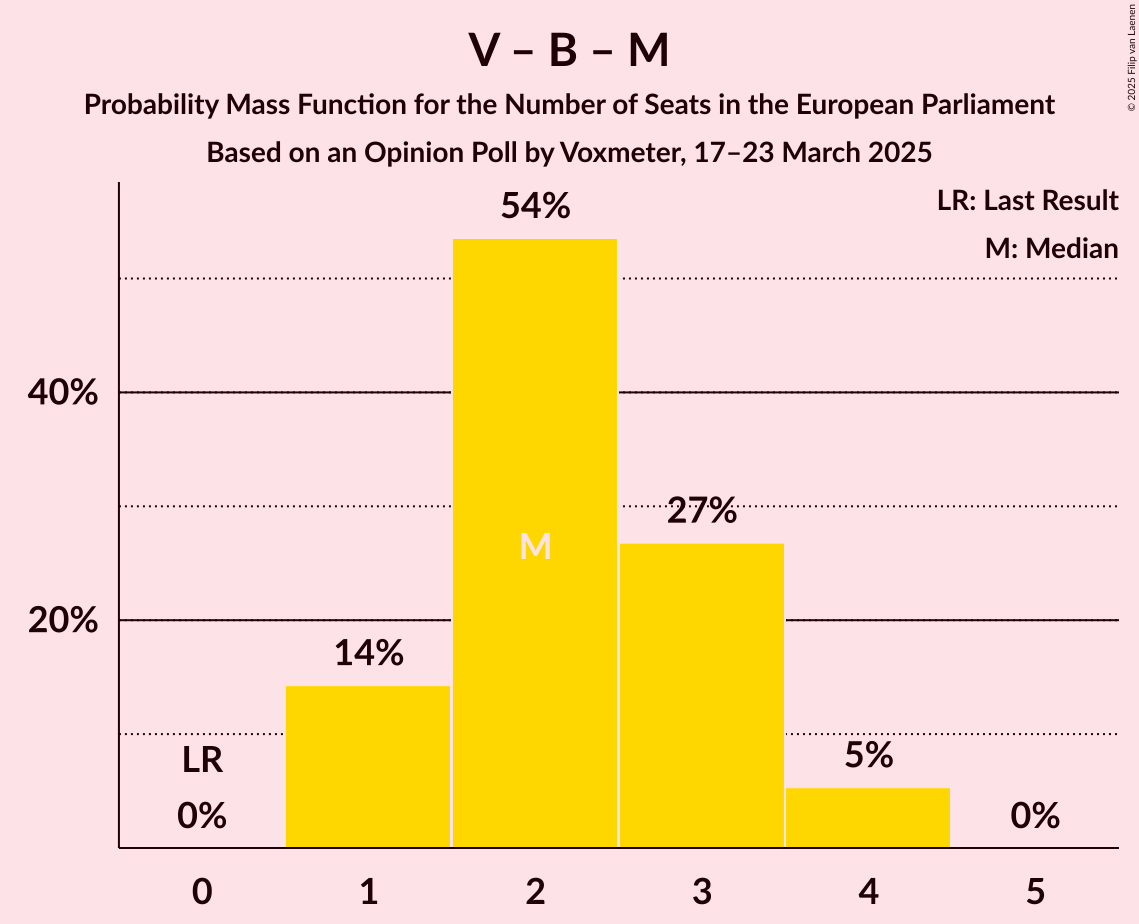 V – B – M
Probability Mass Function for the Number of Seats in the European Parliament
Based on an Opinion Poll by Voxmeter, 17–23 March 2025
© 2025 Filip van Laenen
LR: Last Result
M: Median
54%
40%
27%
M
20%
14%
LR
5%
0%
0%
0 1 2 3 4 5